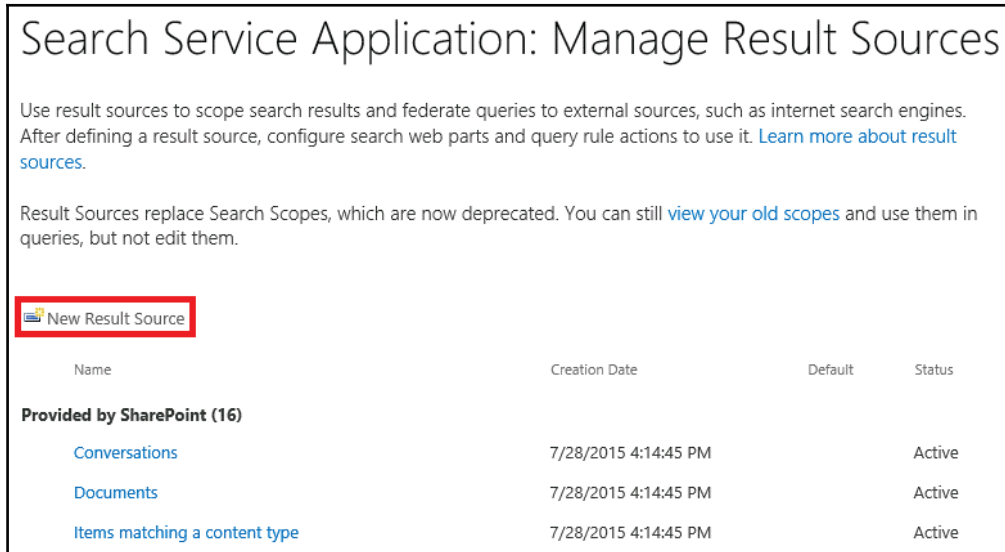 Search Service Application: Manage Result Sources
Use result sources to scope search results and federate queries to external sources, such as internet search engines.
After defining a result source, configure search web parts and query rule actions to use it. Learn more about result
sources.
Result Sources replace Search Scopes, which are now deprecated. You can still view your old scopes and use them in
queries, but not edit them.
New Result Source
Name Creation Date Default Status
Provided by SharePoint (16)
Conversations 7/28/2015 4:14:45 PM Active
Documents 7/28/2015 4:14:45 PM Active
Items matching a content type 7/28/2015 4:14:45 PM Active